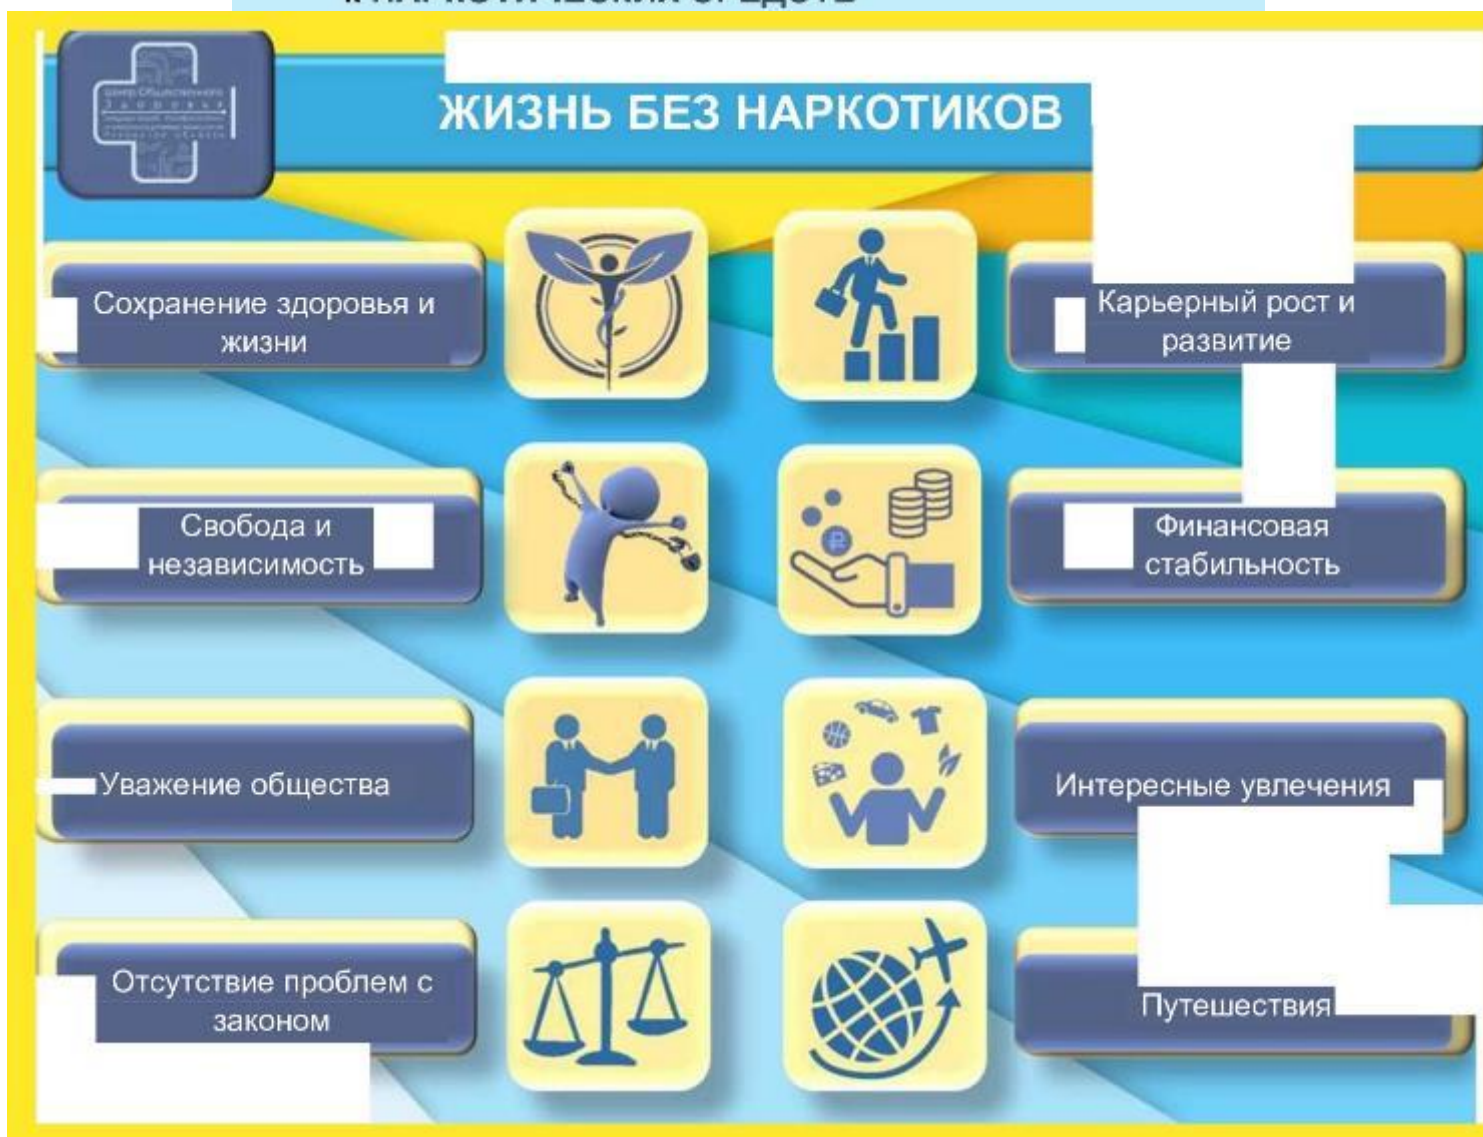 ЖИЗНЬ БЕЗ НАРКОТИКОВ
Сохранение здоровья и
жизни
Карьерный рост и
развитие
Свобода и
независимость
Финансовая
стабильность
Уважение общества
Интересные увлечения
Отсутствие проблем с
законом
Путешествия